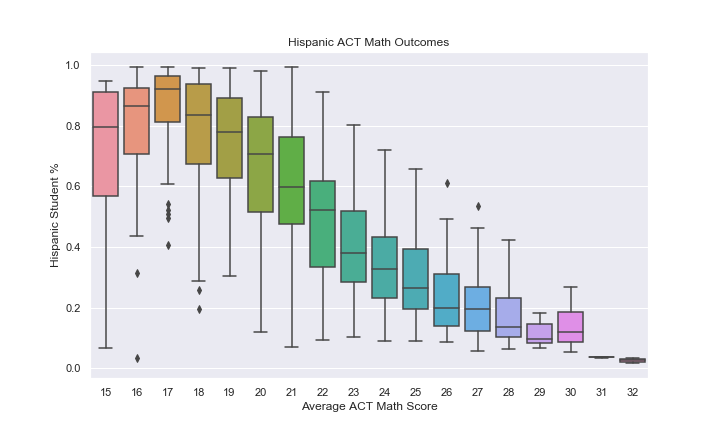 Hispanic ACT Math Outcomes
1.0
0.8
0.6
0.4
0.2
0.0
Hispanic Student %
15 16 17 18 19 20 21 22 23 24 25 26 27 28 29 30 31 32
Average ACT Math Score